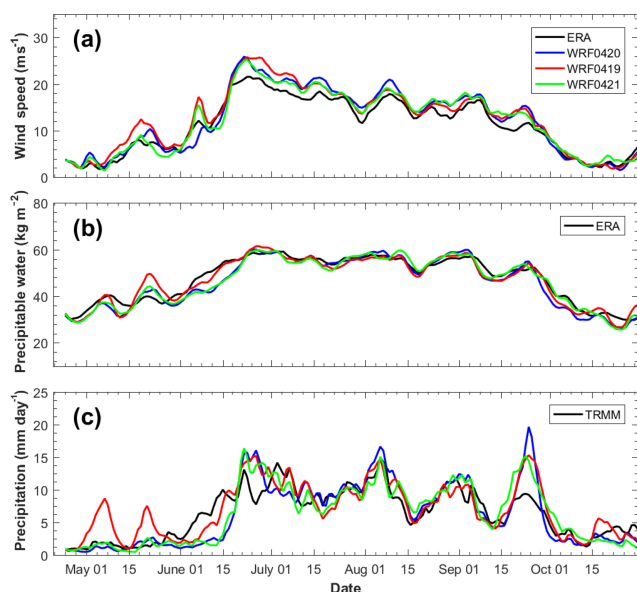 (a)
Wind speed (ms⁻¹)
30
20
10
0
ERA
WRF0420
WRF0419
WRF0421
(b)
Precipitable water (kg m⁻²)
80
60
40
20
ERA
(c)
Precipitation (mm day⁻¹)
25
20
15
10
5
0
TRMM
May 01 15 June 01 15 July 01 15 Aug 01 15 Sep 01 15 Oct 01 15
Date